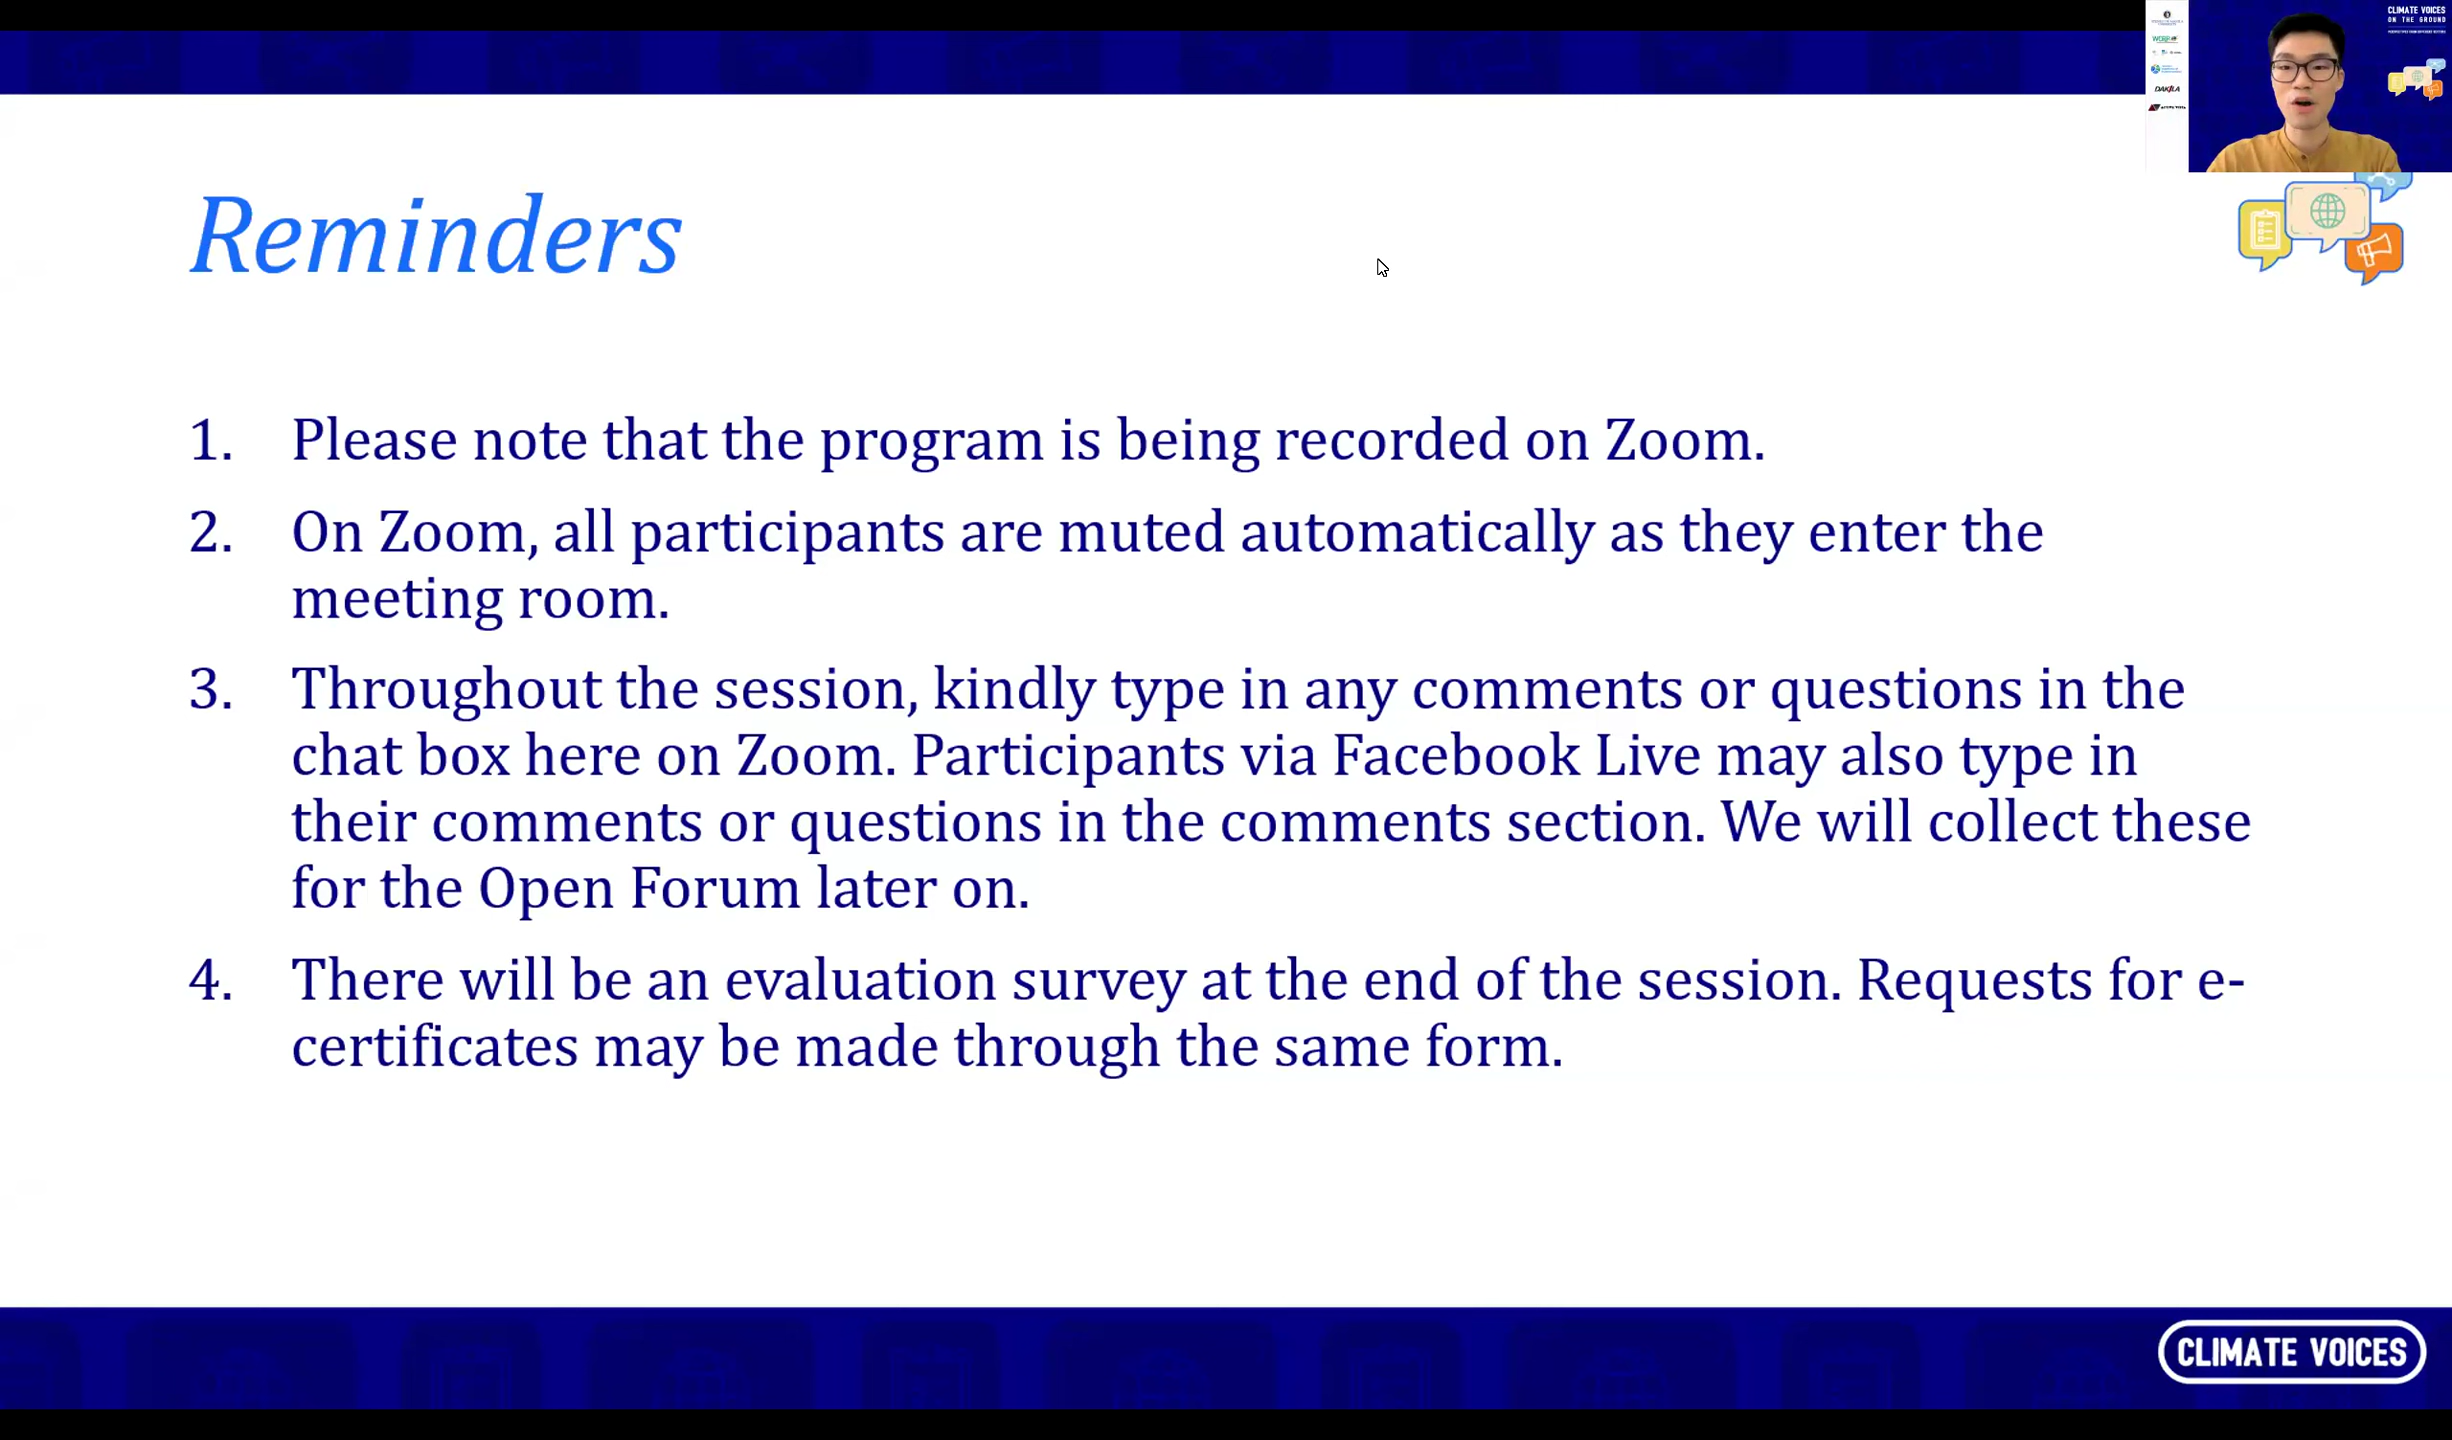 CLIMATE VOICES
ON THE GROUND
DAKILA
Reminders
1. Please note that the program is being recorded on Zoom.
2. On Zoom, all participants are muted automatically as they enter the
meeting room.
3. Throughout the session, kindly type in any comments or questions in the
chat box here on Zoom. Participants via Facebook Live may also type in
their comments or questions in the comments section. We will collect these
for the Open Forum later on.
4. There will be an evaluation survey at the end of the session. Requests for e-
certificates may be made through the same form.
CLIMATE VOICES